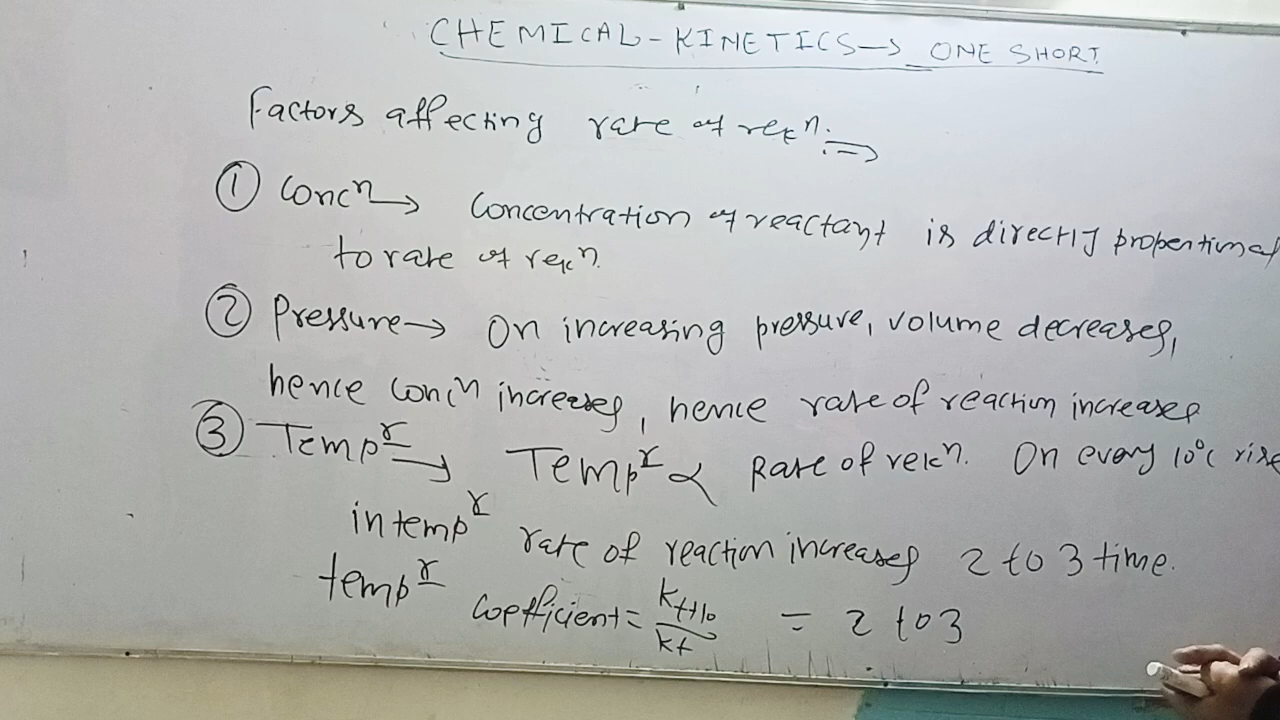 CHEMICAL-KINETICS→ ONE SHORT
Factors affecting rate of rexn:⇒
① Concn→ Concentration of reactant is directly propertional
to rate of rexn.
② Pressure→ On increasing pressure, volume decreases,
hence concn increases, hence rate of reaction increases
③ Tempr→ Tempr ∝ Rate of rexn. On every 10°C rise
in tempr rate of reaction increases 2 to 3 time.
tempr coefficient = Kt+10/Kt = 2 to 3